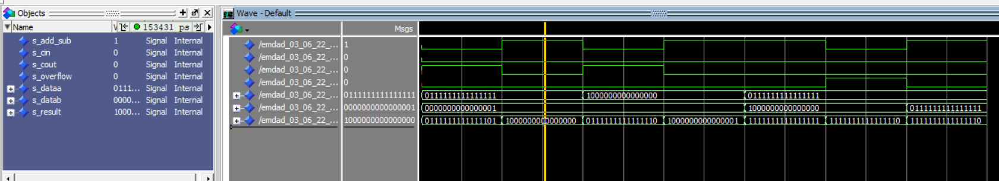 Objects
Name
V
153431 ps
s_add_sub 1 Signal Internal
s_cin 0 Signal Internal
s_cout 0 Signal Internal
s_overflow 0 Signal Internal
s_dataa 0111... Signal Internal
s_datab 0000... Signal Internal
s_result 1000... Signal Internal
Wave - Default
Msgs
/emdad_03_06_22_... 1
/emdad_03_06_22_... 0
/emdad_03_06_22_... 0
/emdad_03_06_22_... 0
/emdad_03_06_22_... 0111111111111111 0111111111111111 1000000000000000 0111111111111111
/emdad_03_06_22_... 0000000000000001 0000000000000001 1000000000000000 0111111111111111
/emdad_03_06_22_... 1000000000000000 0111111111111101 1000000000000000 0111111111111110 1000000000000001 1111111111111111 1111111111111110 1111111111111110